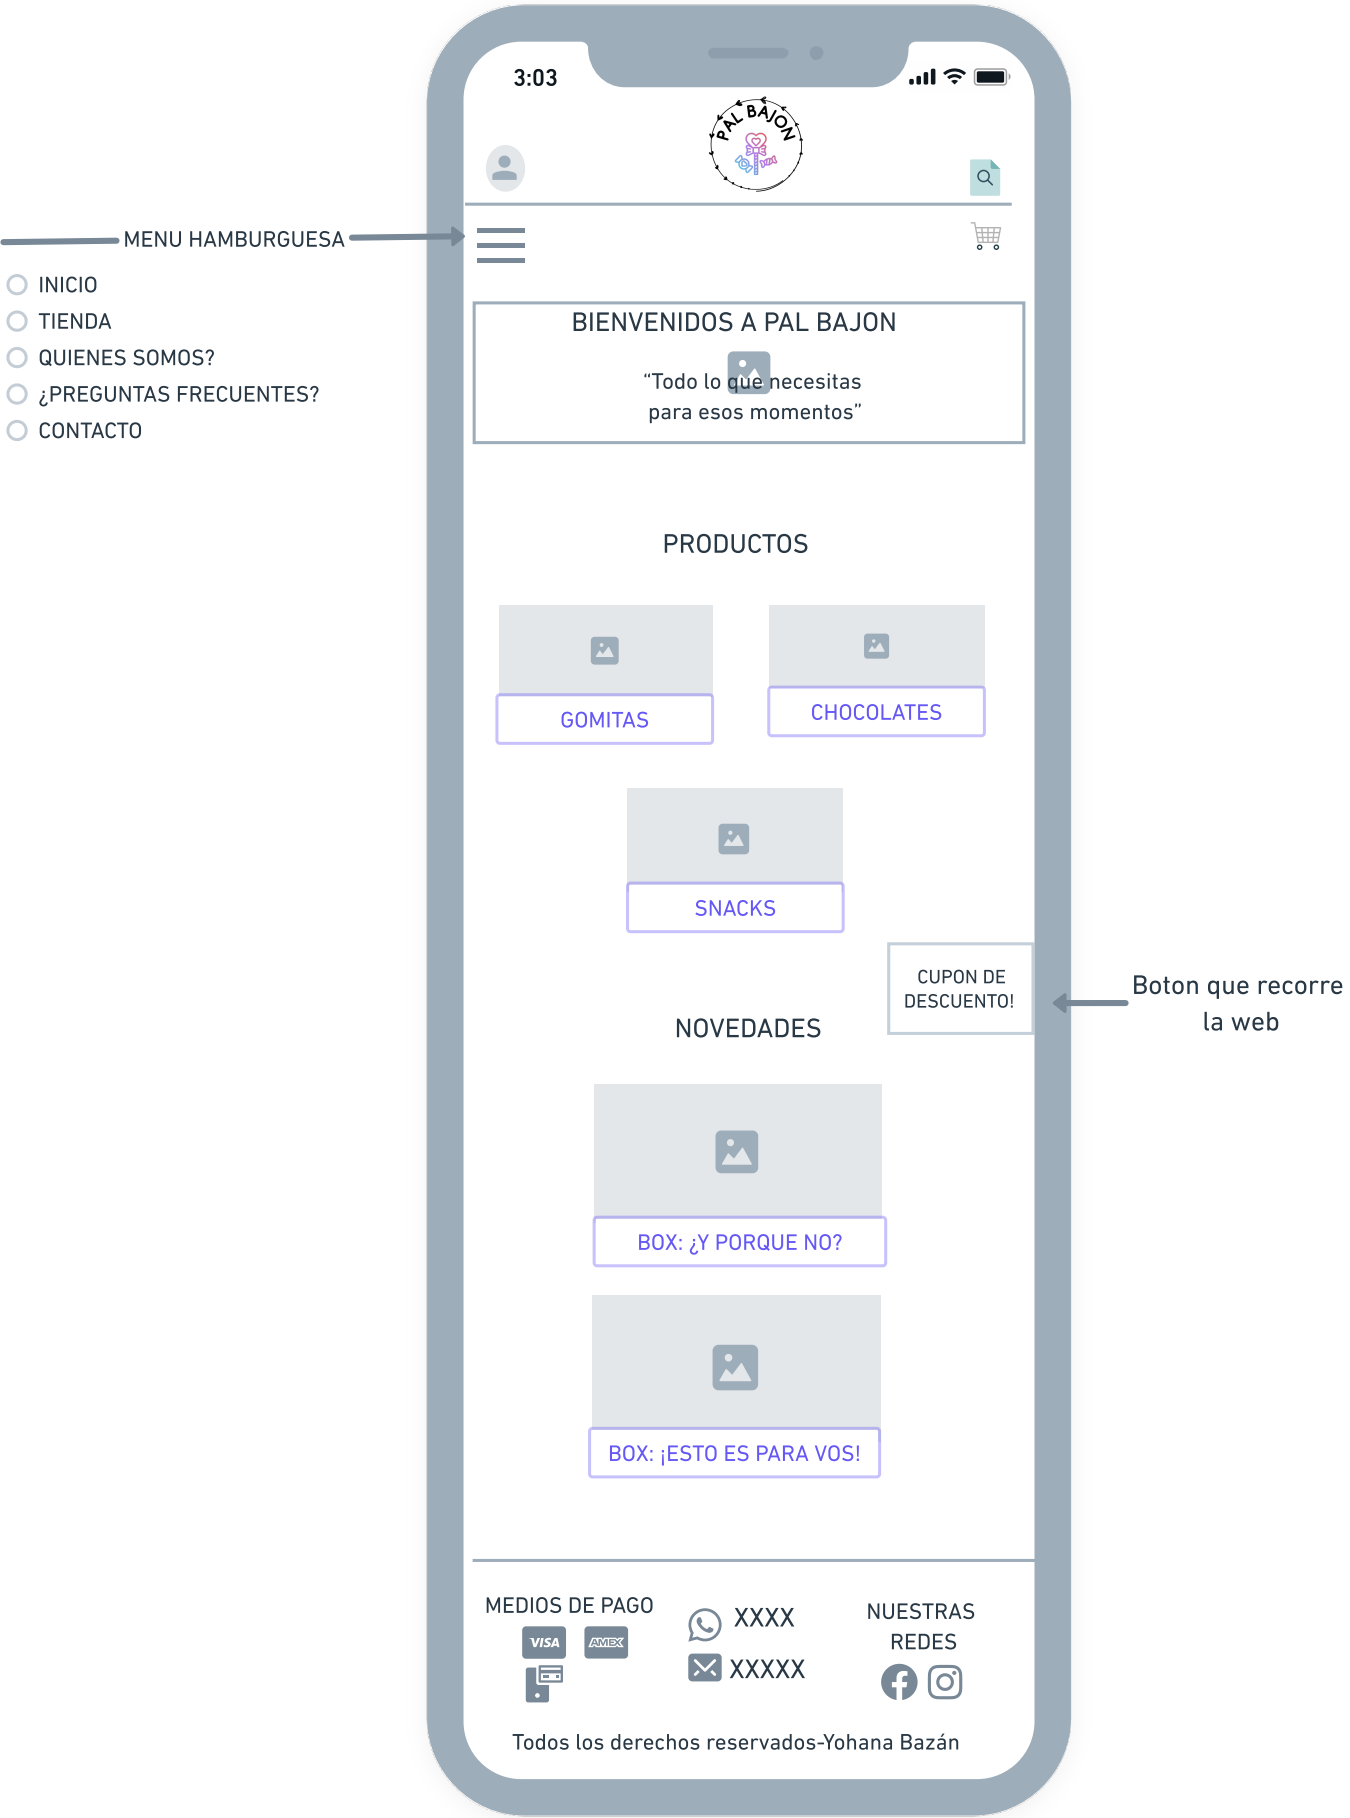 3:03
PAL BAJON
MENU HAMBURGUESA
INICIO
TIENDA
QUIENES SOMOS?
¿PREGUNTAS FRECUENTES?
CONTACTO
BIENVENIDOS A PAL BAJON
“Todo lo que necesitas
para esos momentos”
PRODUCTOS
GOMITAS
CHOCOLATES
SNACKS
CUPON DE
DESCUENTO!
Boton que recorre
la web
NOVEDADES
BOX: ¿Y PORQUE NO?
BOX: ¡ESTO ES PARA VOS!
MEDIOS DE PAGO
VISA
AMEX
XXXX
XXXXX
NUESTRAS
REDES
Todos los derechos reservados-Yohana Bazán